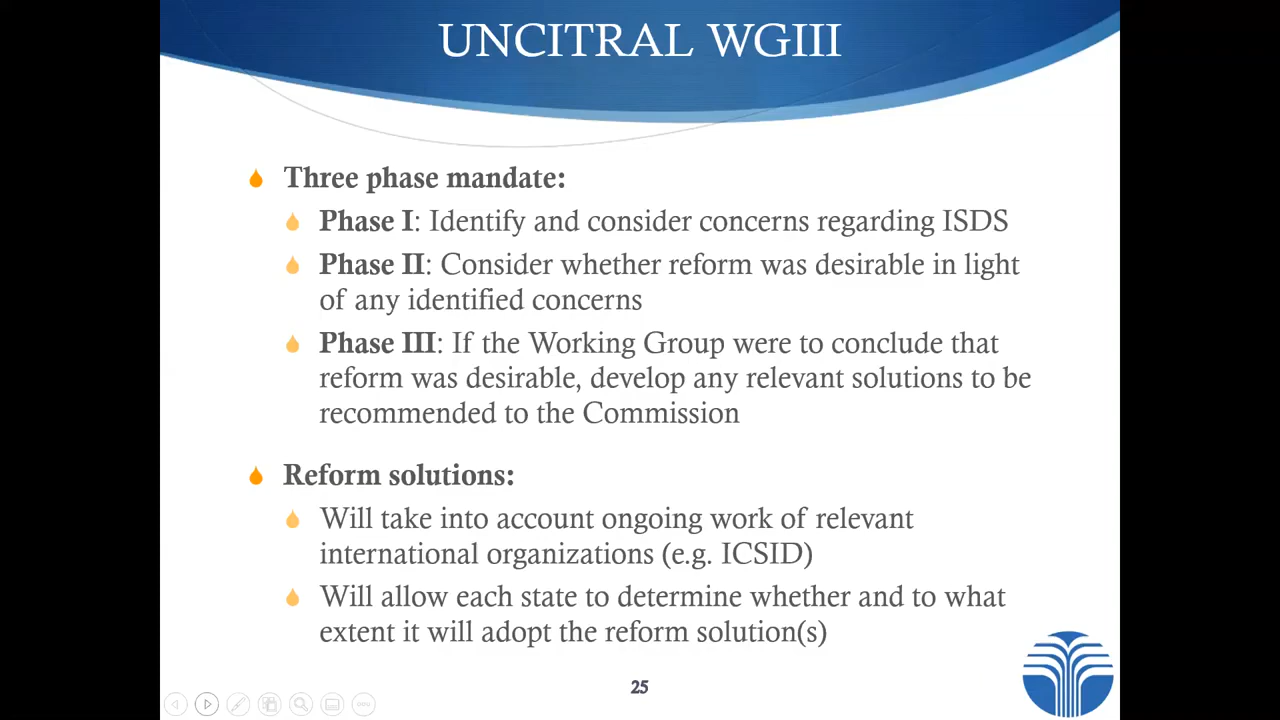 UNCITRAL WGIII
Three phase mandate:
Phase I: Identify and consider concerns regarding ISDS
Phase II: Consider whether reform was desirable in light
of any identified concerns
Phase III: If the Working Group were to conclude that
reform was desirable, develop any relevant solutions to be
recommended to the Commission
Reform solutions:
Will take into account ongoing work of relevant
international organizations (e.g. ICSID)
Will allow each state to determine whether and to what
extent it will adopt the reform solution(s)
25